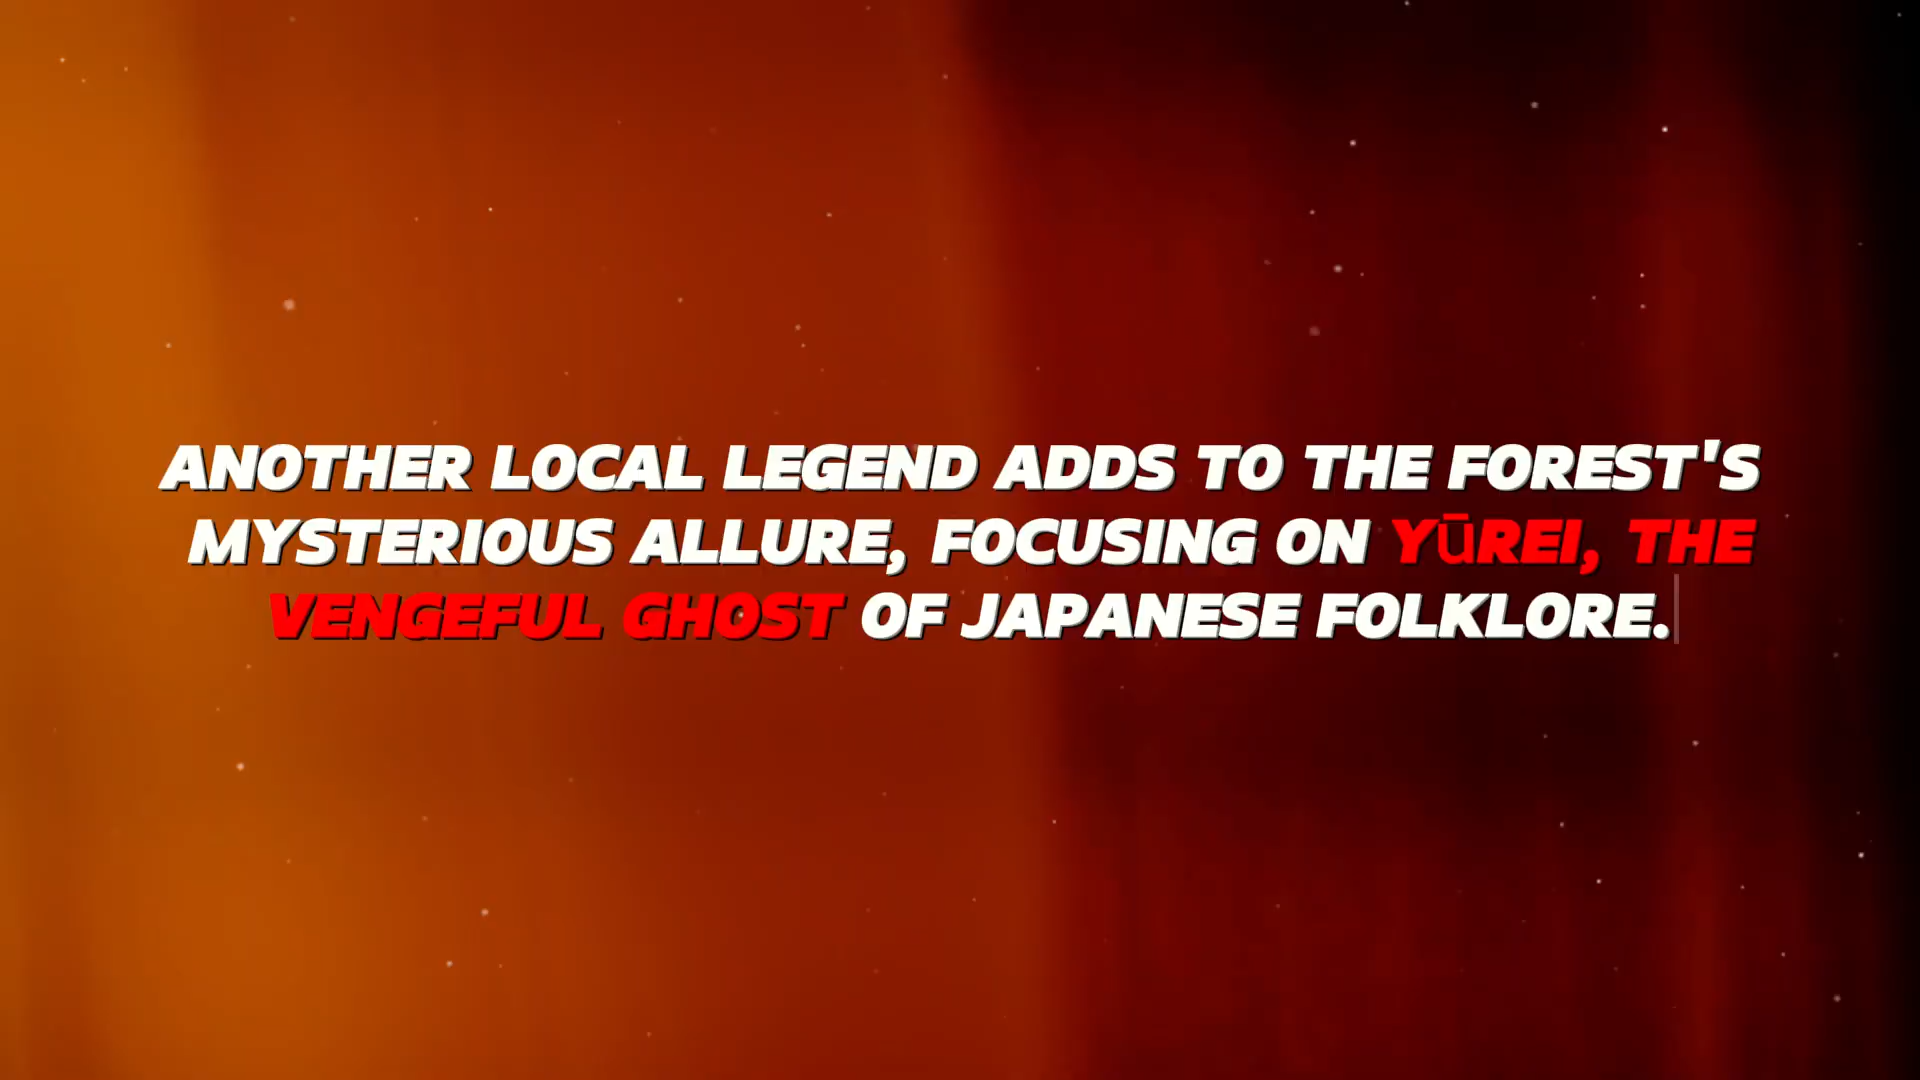 ANOTHER LOCAL LEGEND ADDS TO THE FOREST'S
MYSTERIOUS ALLURE, FOCUSING ON YŪREI, THE
VENGEFUL GHOST OF JAPANESE FOLKLORE.